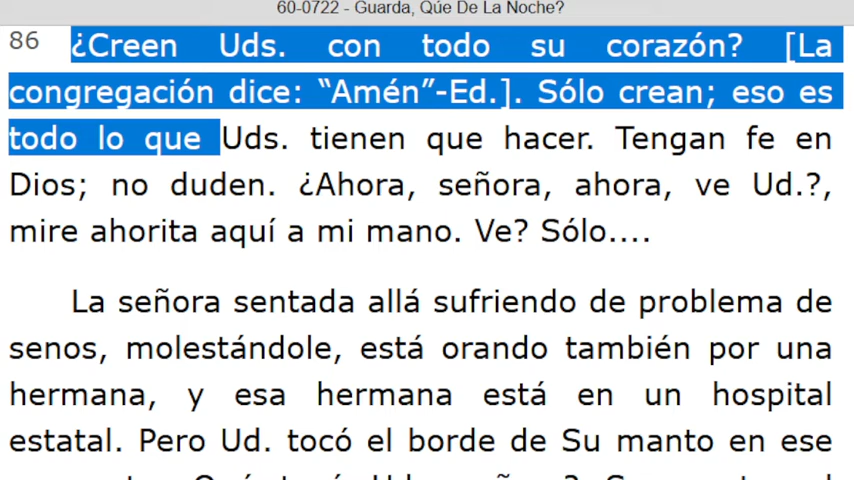 60-0722 - Guarda, Qúe De La Noche?
86 ¿Creen Uds. con todo su corazón? [La
congregación dice: “Amén”-Ed.]. Sólo crean; eso es
todo lo que Uds. tienen que hacer. Tengan fe en
Dios; no duden. ¿Ahora, señora, ahora, ve Ud.?,
mire ahorita aquí a mi mano. Ve? Sólo....
La señora sentada allá sufriendo de problema de
senos, molestándole, está orando también por una
hermana, y esa hermana está en un hospital
estatal. Pero Ud. tocó el borde de Su manto en ese